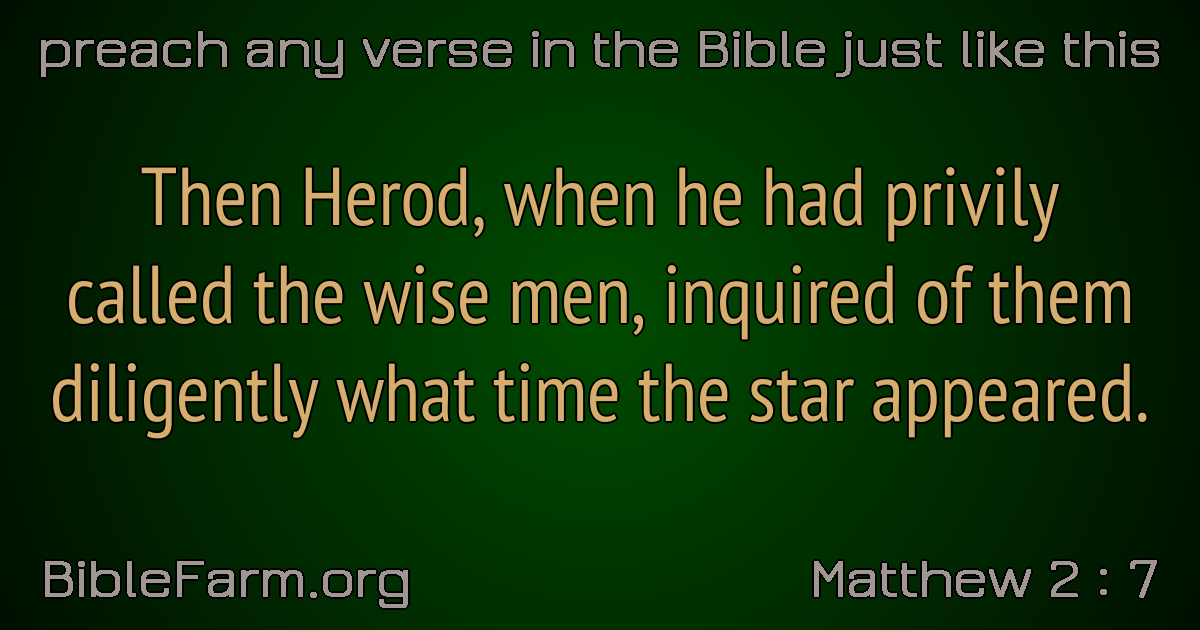 preach any verse in the Bible just like this
Then Herod, when he had privily
called the wise men, inquired of them
diligently what time the star appeared.
BibleFarm.org
Matthew 2 : 7